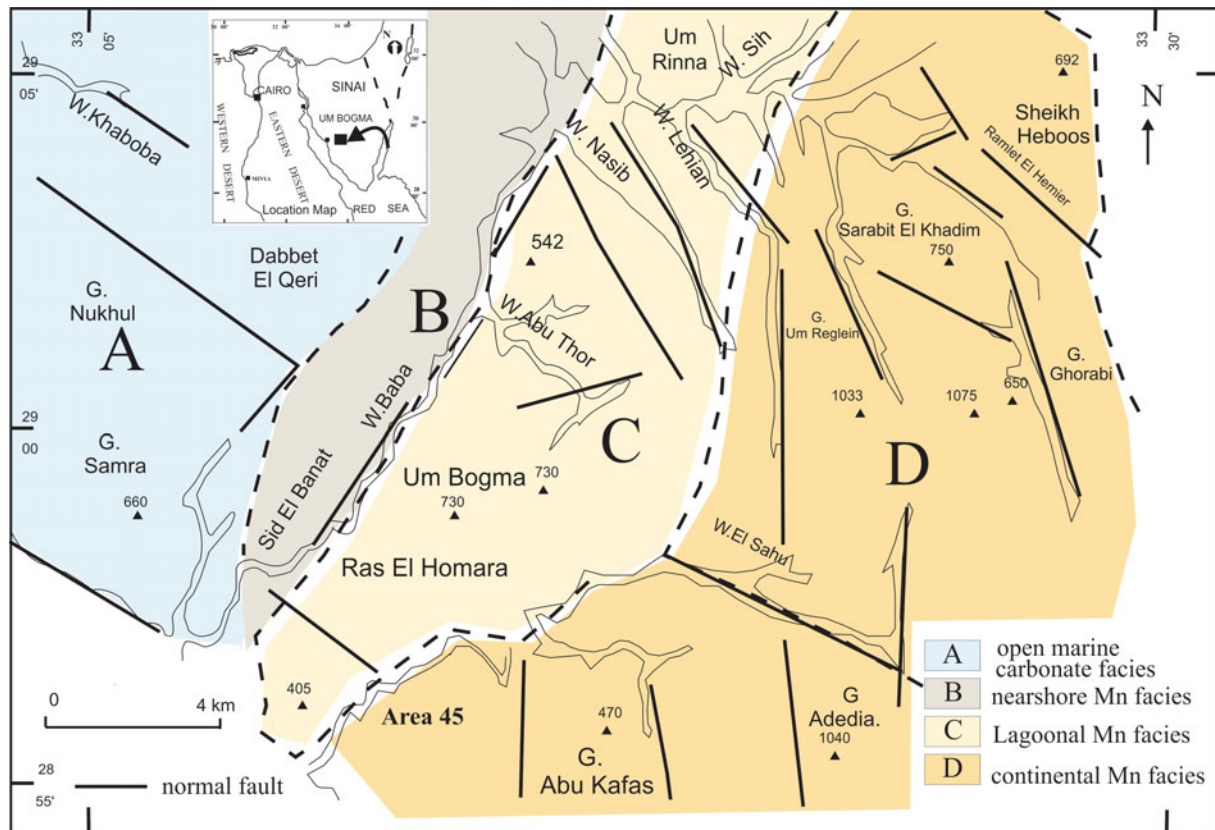 33
05'
33
30'
29
05'
29
00
28
55'
N
CAIRO
SINAI
UM BOGMA
WESTERN DESERT
EASTERN DESERT
MINIA
Location Map
RED SEA
N
W.Khaboba
Dabbet
El Qeri
G.
Nukhul
A
G.
Samra
660
B
W.Baba
Sid El Banat
Um
Rinna
W. Sih
W. Nasib
W. Lehian
542
W.Abu Thor
C
Um Bogma
730
730
Ras El Homara
405
692
Sheikh
Heboos
Ramlet El Hemier
G.
Sarabit El Khadim
750
G.
Um Reglein
G.
Ghorabi
1033
1075
650
D
W.El Sahu
Area 45
470
G.
Abu Kafas
G
Adedia.
1040
0
4 km
normal fault
A open marine
carbonate facies
B nearshore Mn facies
C Lagoonal Mn facies
D continental Mn facies